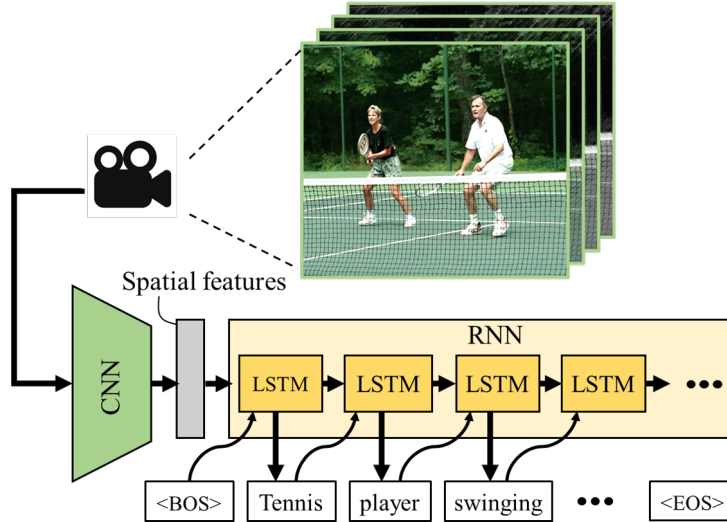 Spatial features
RNN
CNN
LSTM
LSTM
LSTM
LSTM
•••
<BOS>
Tennis
player
swinging
•••
<EOS>